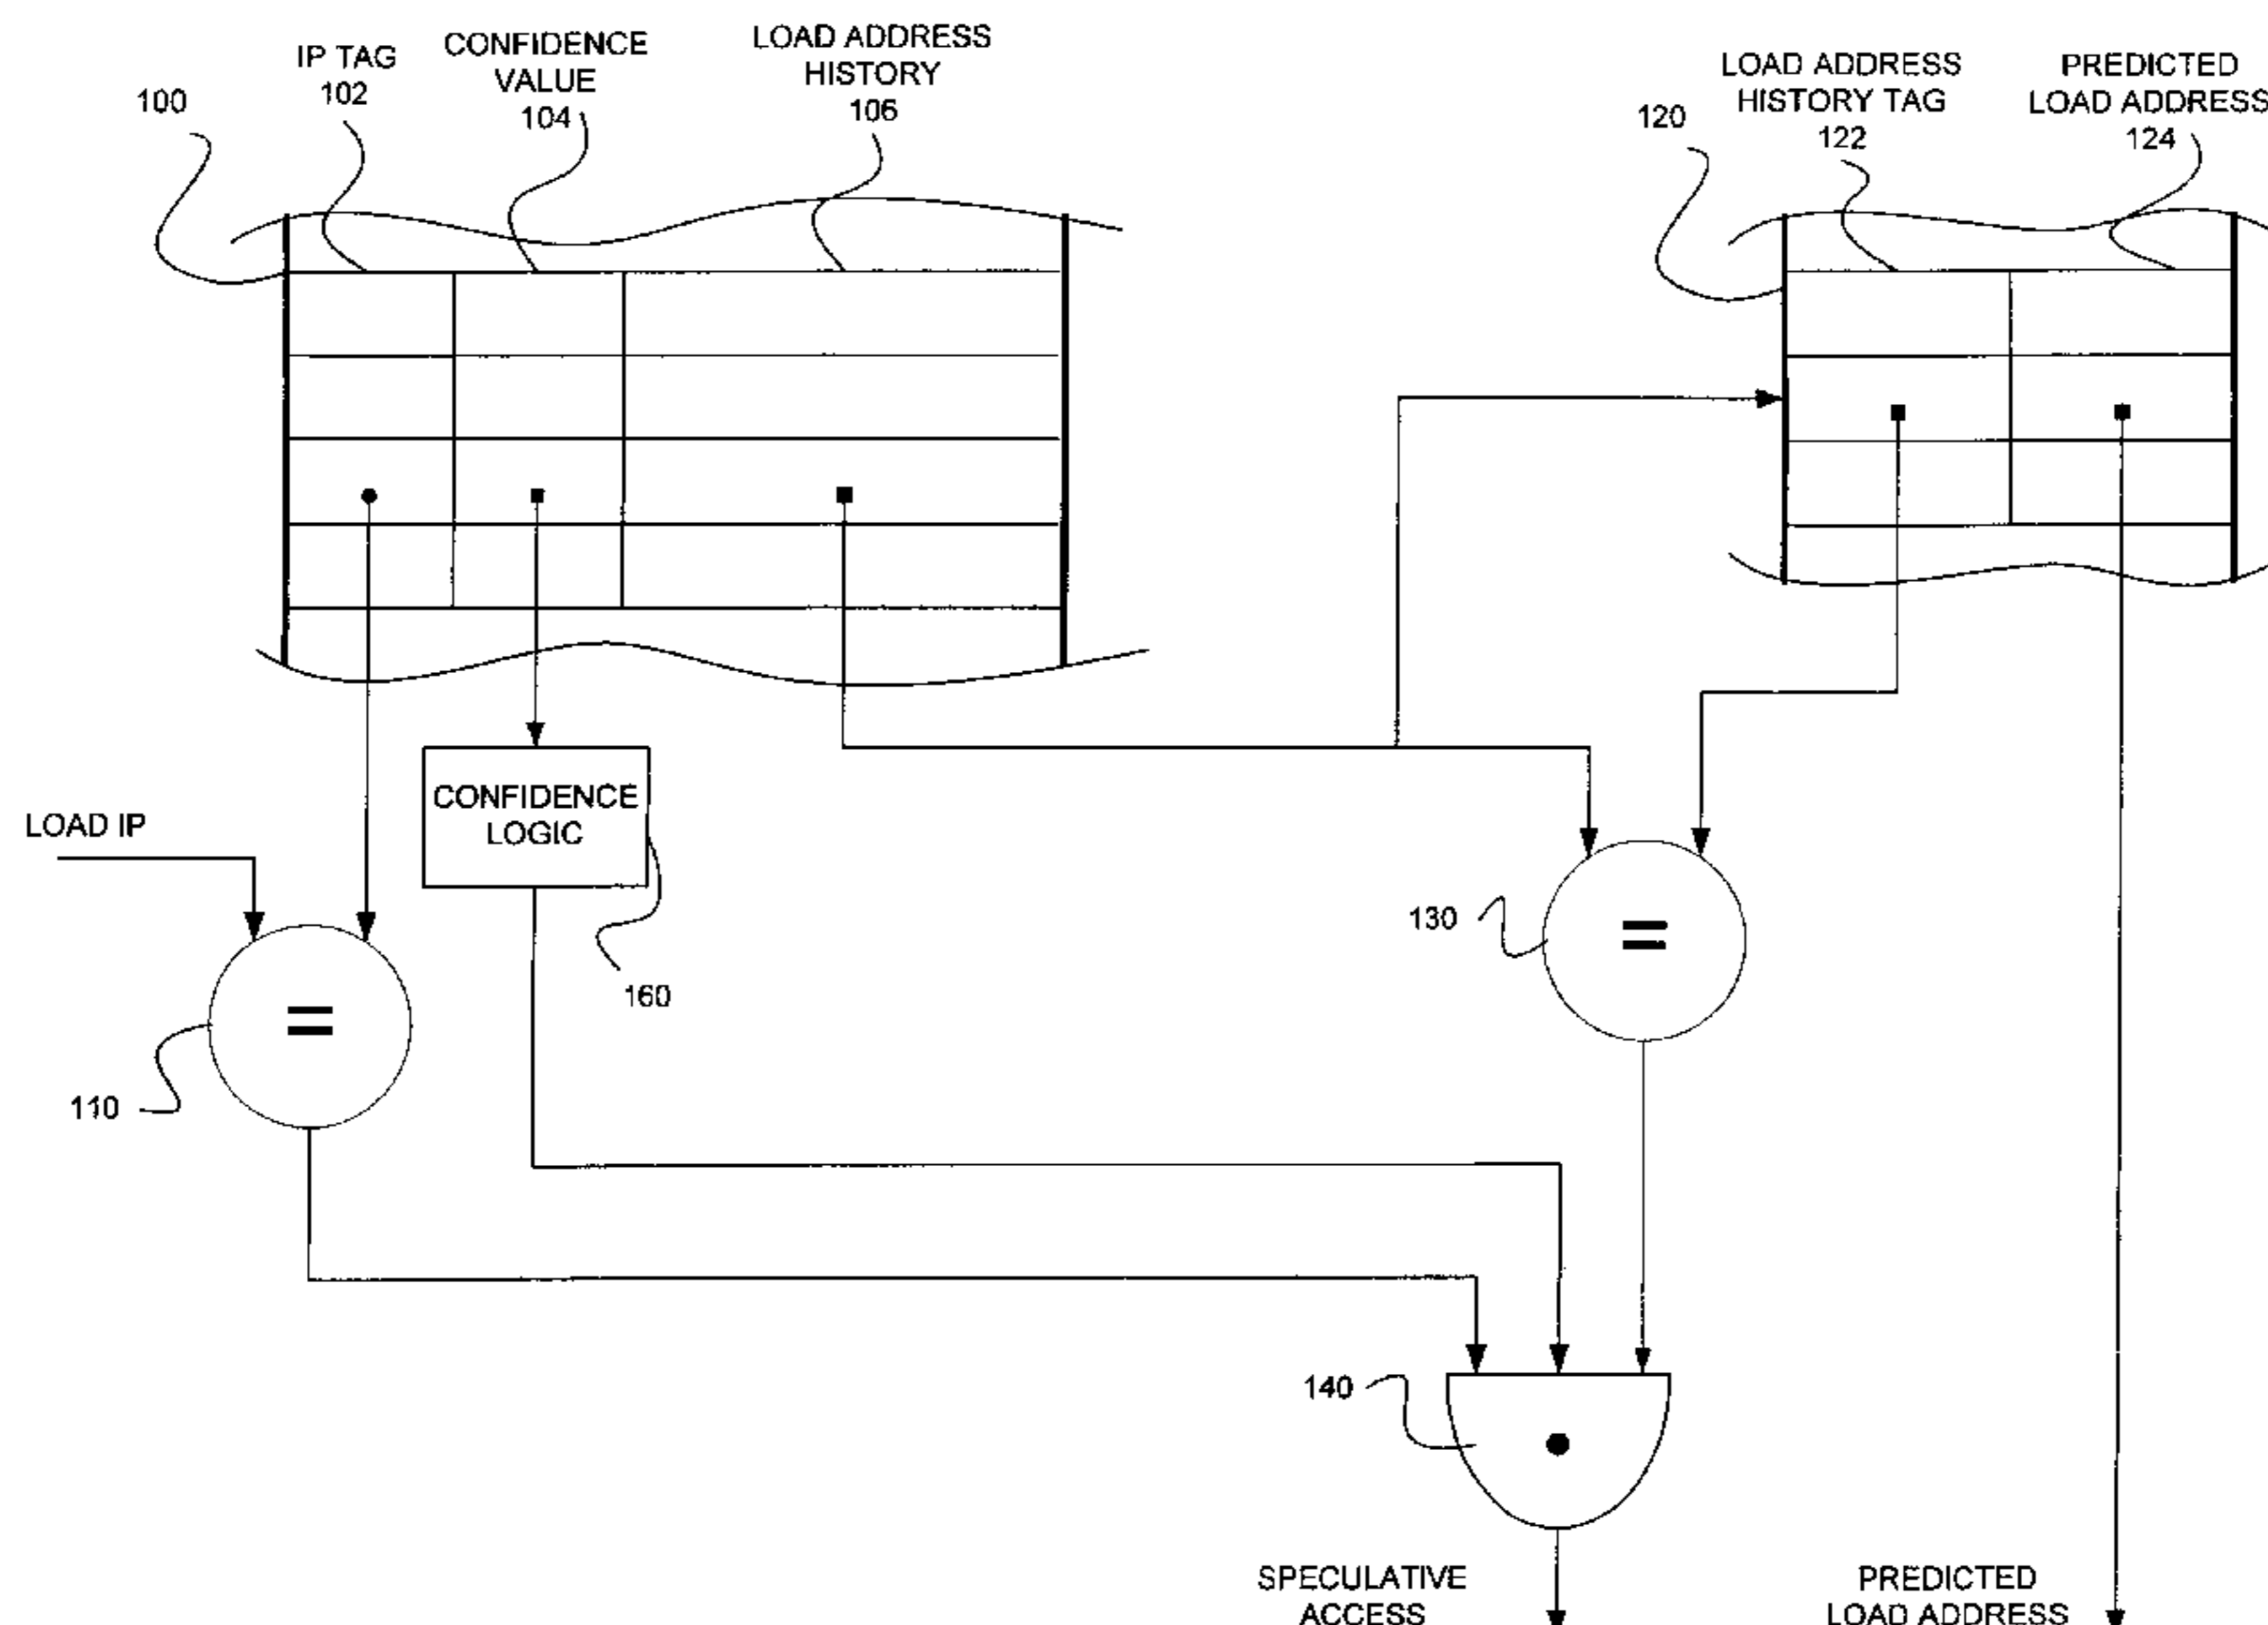 100
IP TAG
102
CONFIDENCE
VALUE
104
LOAD ADDRESS
HISTORY
106
120
LOAD ADDRESS
HISTORY TAG
122
PREDICTED
LOAD ADDRESS
124
CONFIDENCE
LOGIC
LOAD IP
160
130
=
=
110
140
SPECULATIVE
ACCESS
PREDICTED
LOAD ADDRESS